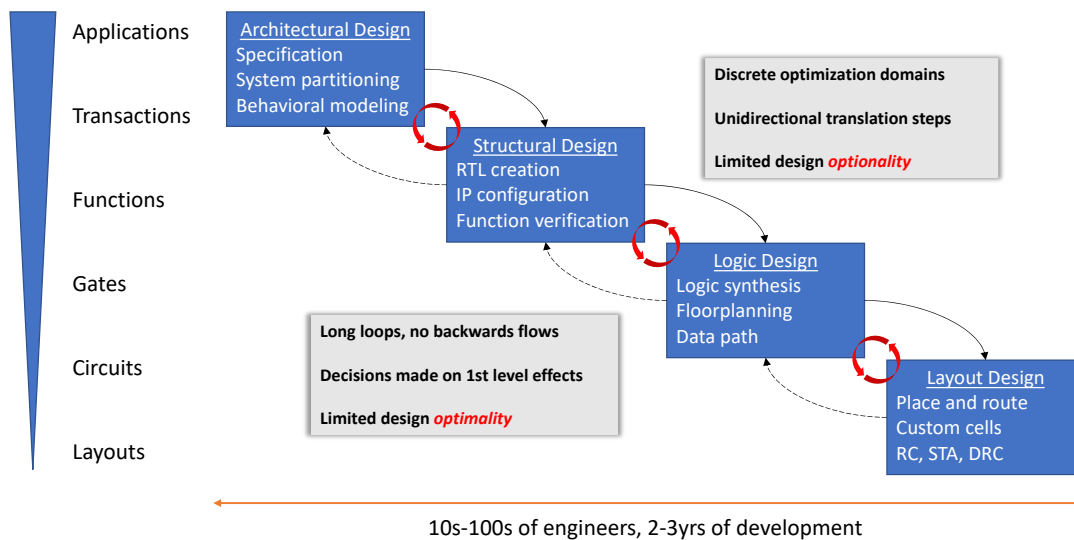 Applications
Transactions
Functions
Gates
Circuits
Layouts
Architectural Design
Specification
System partitioning
Behavioral modeling
Structural Design
RTL creation
IP configuration
Function verification
Logic Design
Logic synthesis
Floorplanning
Data path
Layout Design
Place and route
Custom cells
RC, STA, DRC
Discrete optimization domains
Unidirectional translation steps
Limited design optionality
Long loops, no backwards flows
Decisions made on 1st level effects
Limited design optimality
10s-100s of engineers, 2-3yrs of development